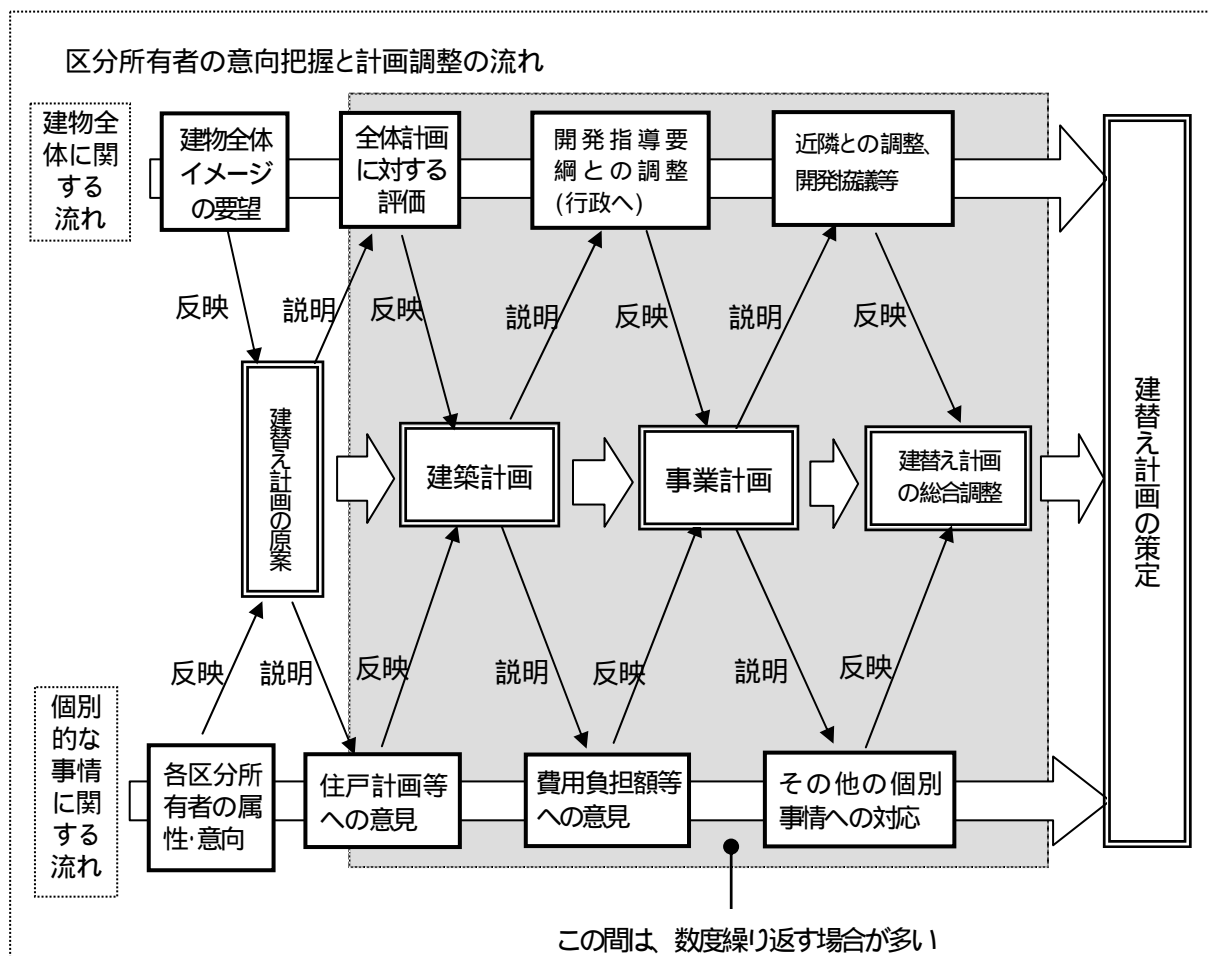 区分所有者の意向把握と計画調整の流れ
建物全
体に関
する
流れ
建物全体
イメージ
の要望
全体計画
に対する
評価
開発指導要
綱との調整
(行政へ)
近隣との調整、
開発協議等
反映
説明
反映
説明
反映
説明
反映
建替え計画の原案
建築計画
事業計画
建替え計画
の総合調整
建替え計画の策定
反映
説明
反映
説明
反映
説明
反映
個別
的な
事情
に関
する
流れ
各区分所
有者の属
性・意向
住戸計画等
への意見
費用負担額等
への意見
その他の個別
事情への対応
この間は、数度繰り返す場合が多い